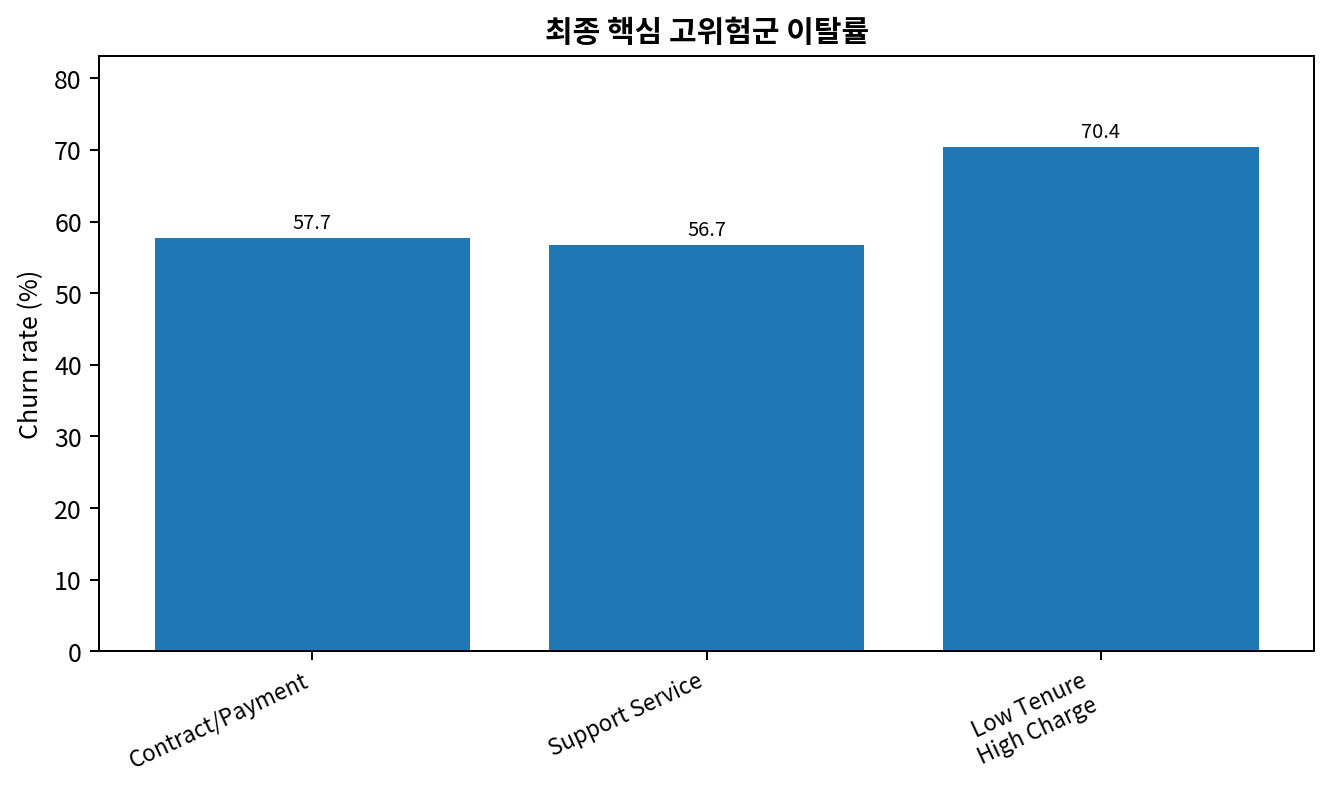 최종 핵심 고위험군 이탈률
Churn rate (%)
80
70
60
50
40
30
20
10
0
57.7
56.7
70.4
Contract/Payment
Support Service
Low Tenure
High Charge